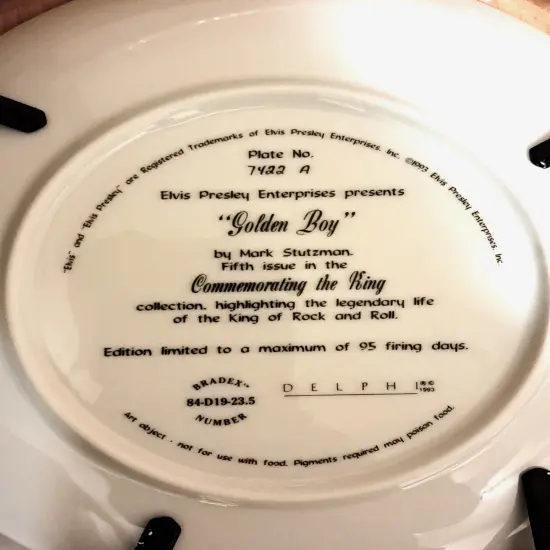 "Elvis" and "Elvis Presley" are Registered Trademarks of Elvis Presley Enterprises, Inc. ©1993 Elvis Presley Enterprises, Inc
Plate No.
7422 A
Elvis Presley Enterprises presents
"Golden Boy"
by Mark Stutzman.
Fifth issue in the
Commemorating the King
collection, highlighting the legendary life
of the King of Rock and Roll.
Edition limited to a maximum of 95 firing days.
BRADEX™
84-D19-23.5
NUMBER
DELPHI®©
1993
Art object - not for use with food. Pigments required may poison food.